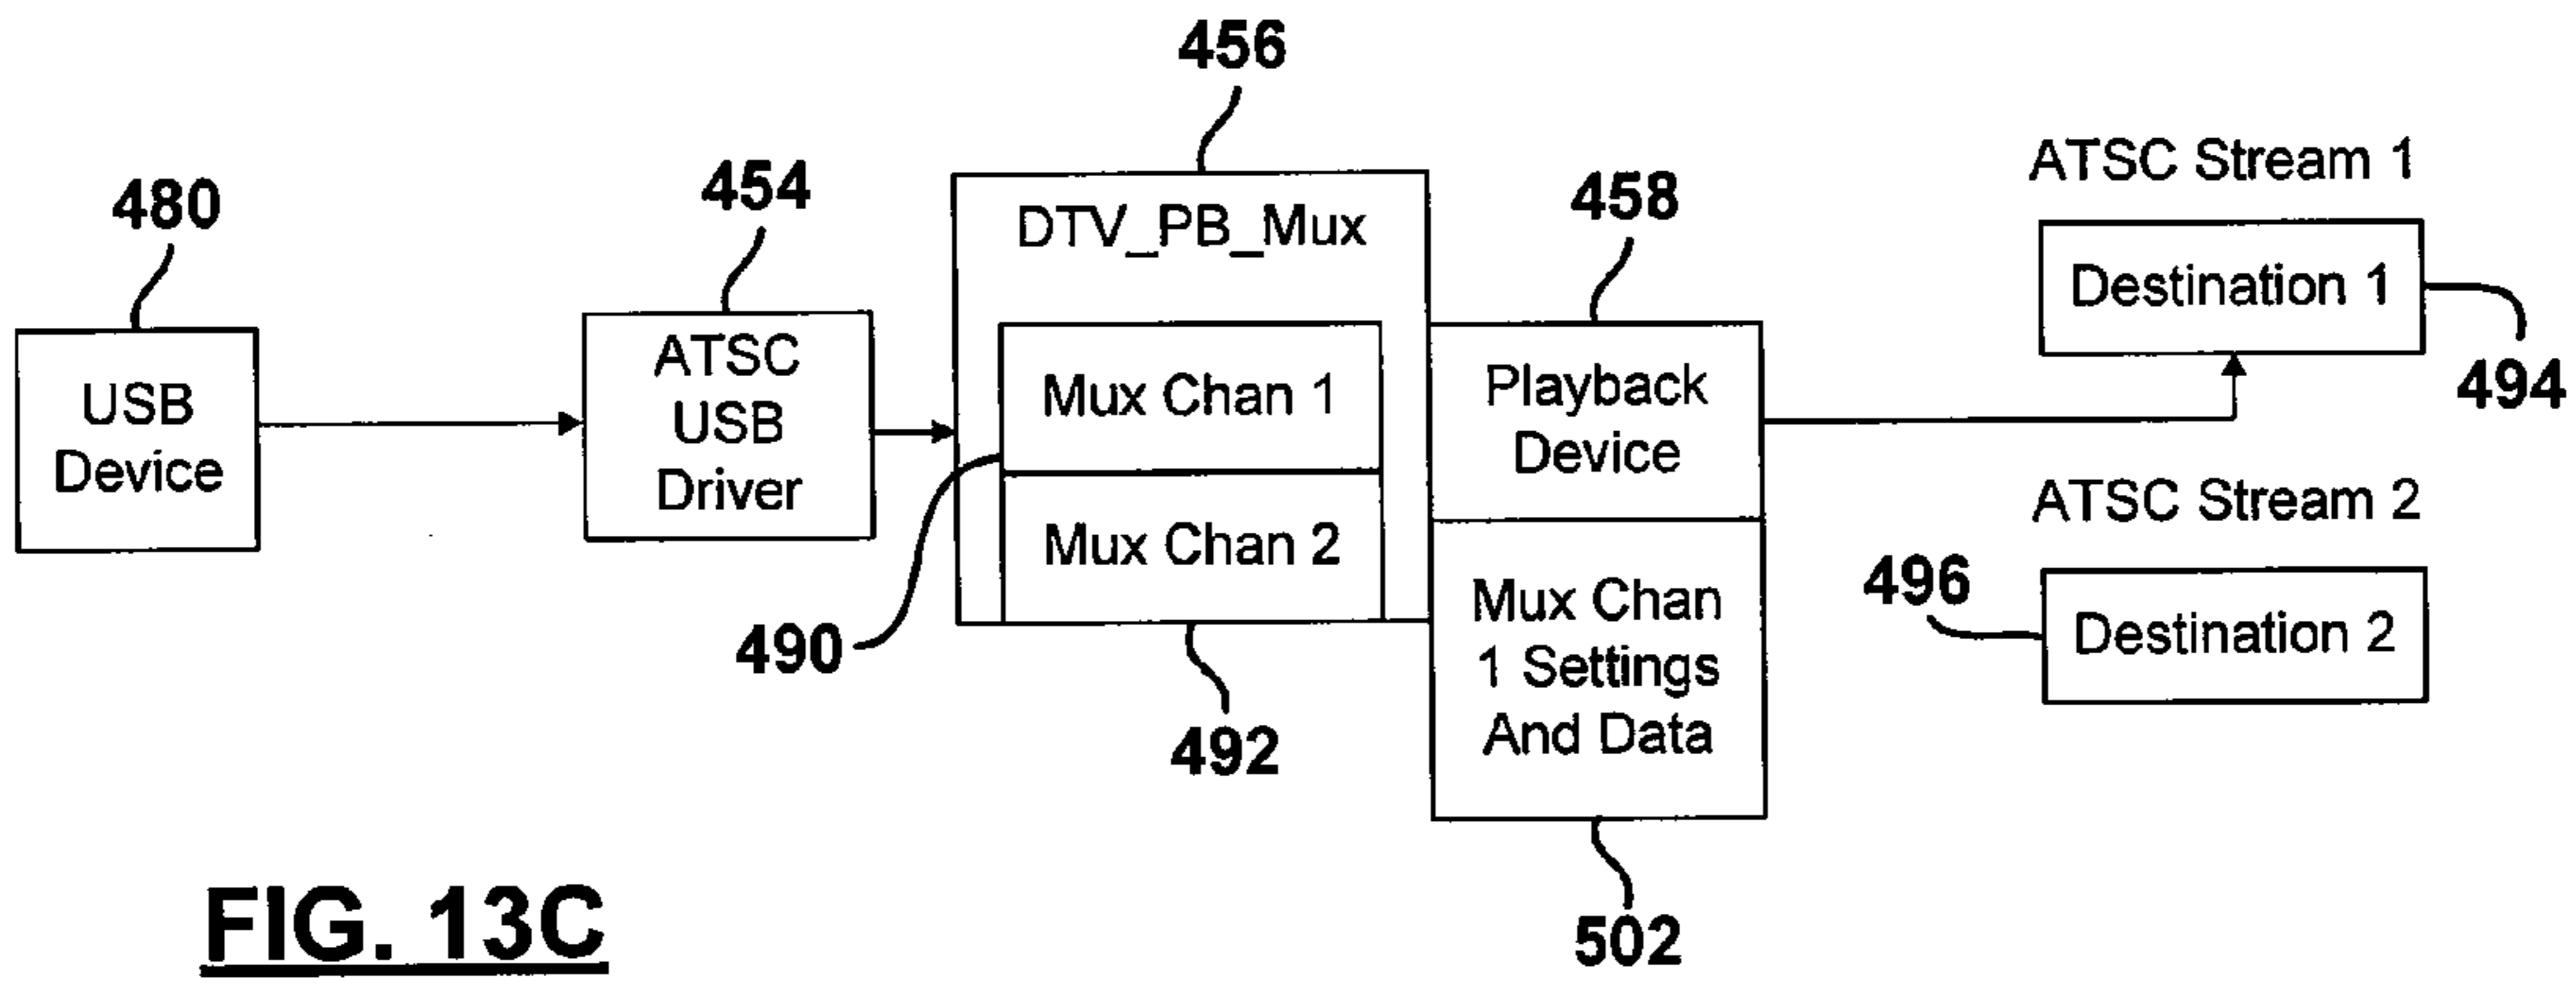 456
480
454
DTV_PB_Mux
458
ATSC Stream 1
Destination 1
494
USB
Device
ATSC
USB
Driver
Mux Chan 1
Mux Chan 2
490
492
Playback
Device
Mux Chan
1 Settings
And Data
502
ATSC Stream 2
496
Destination 2
FIG. 13C